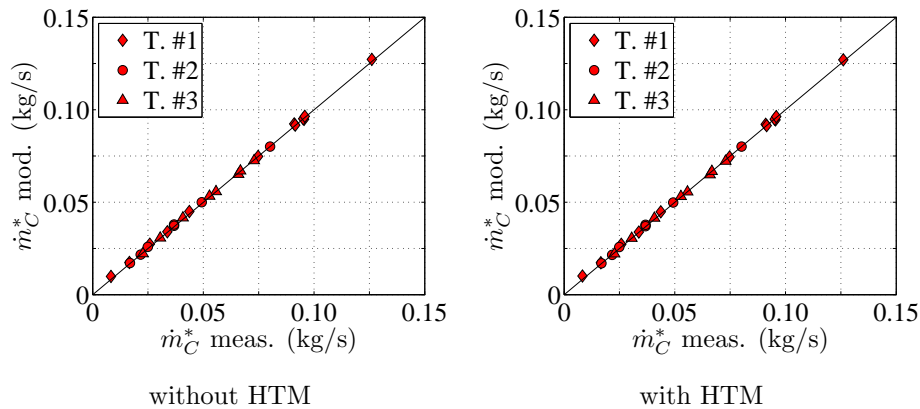 0.15
0.10
0.05
0
0 0.05 0.10 0.15
ṁ*C mod. (kg/s)
ṁ*C meas. (kg/s)
T. #1
T. #2
T. #3
without HTM
0.15
0.10
0.05
0
0 0.05 0.10 0.15
ṁ*C mod. (kg/s)
ṁ*C meas. (kg/s)
T. #1
T. #2
T. #3
with HTM